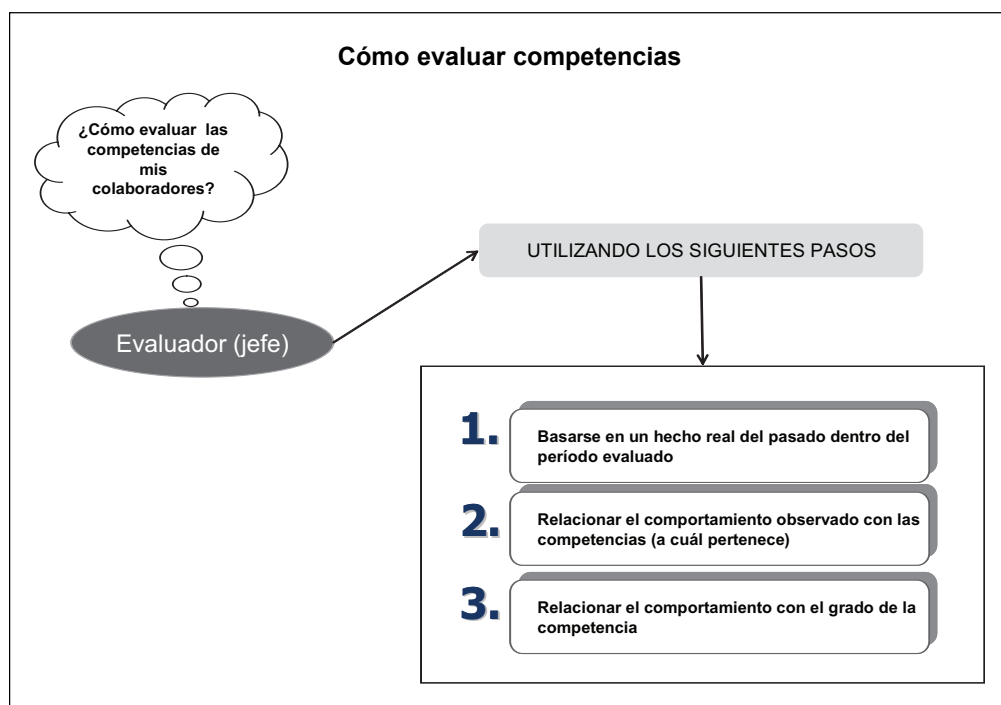 Cómo evaluar competencias
¿Cómo evaluar las
competencias de
mis
colaboradores?
UTILIZANDO LOS SIGUIENTES PASOS
Evaluador (jefe)
1.
Basarse en un hecho real del pasado dentro del
período evaluado
2.
Relacionar el comportamiento observado con las
competencias (a cuál pertenece)
3.
Relacionar el comportamiento con el grado de la
competencia